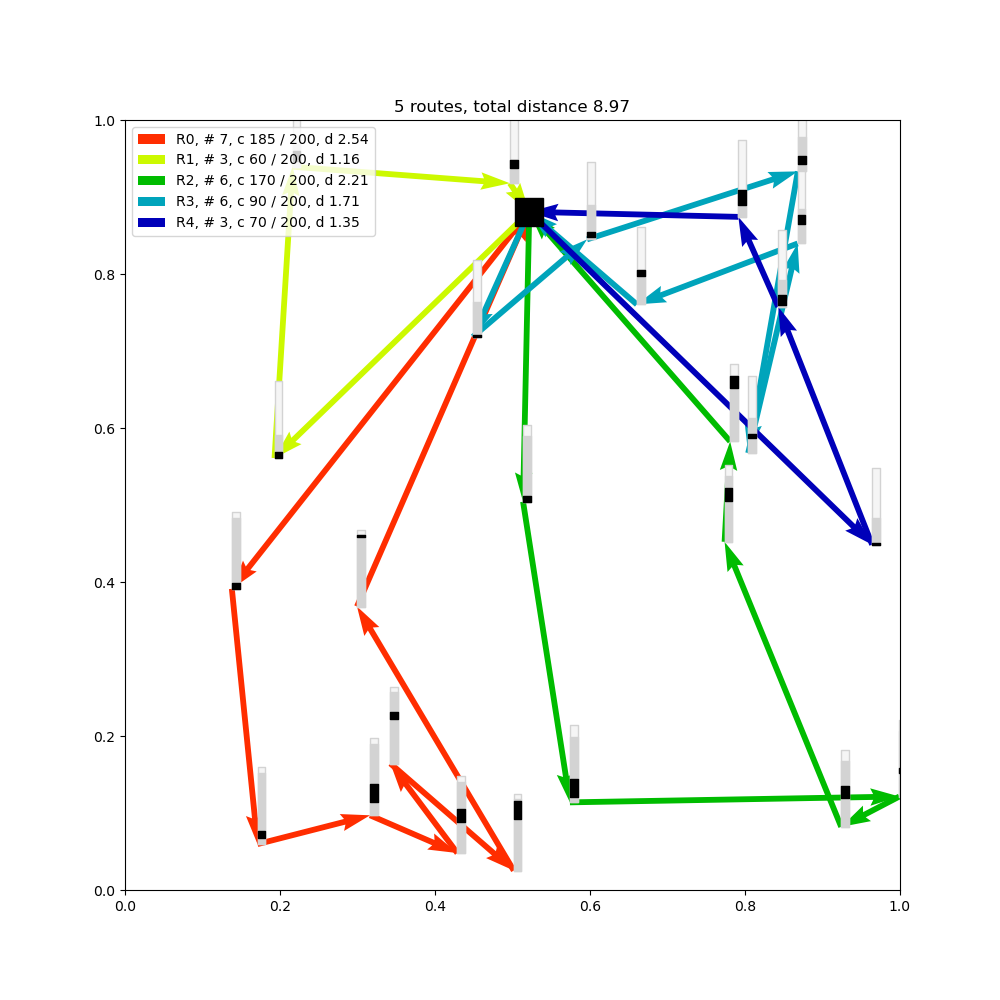 5 routes, total distance 8.97
R0, # 7, c 185 / 200, d 2.54
R1, # 3, c 60 / 200, d 1.16
R2, # 6, c 170 / 200, d 2.21
R3, # 6, c 90 / 200, d 1.71
R4, # 3, c 70 / 200, d 1.35
1.0
0.8
0.6
0.4
0.2
0.0
0.0 0.2 0.4 0.6 0.8 1.0